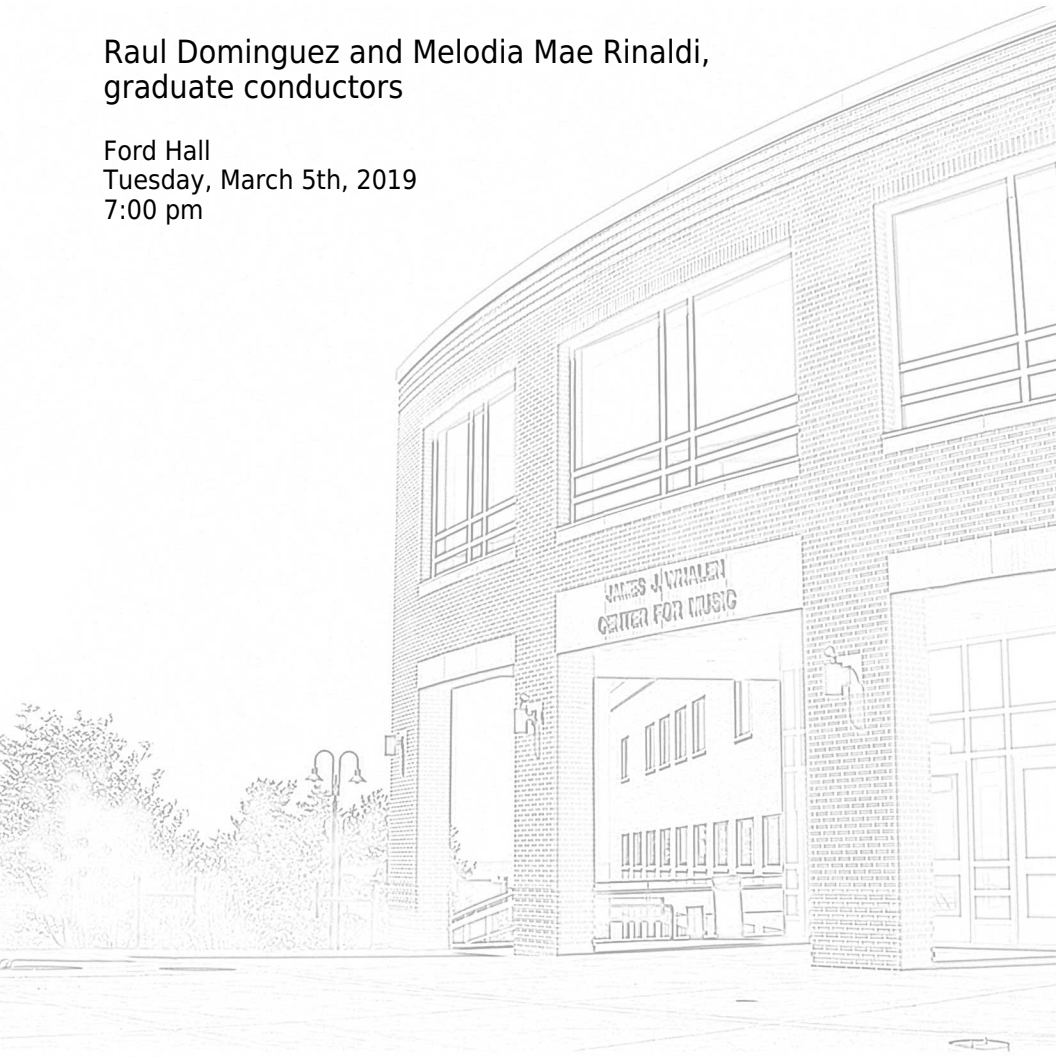 Raul Dominguez and Melodia Mae Rinaldi,
graduate conductors
Ford Hall
Tuesday, March 5th, 2019
7:00 pm
JAMES J. WHALEN
CENTER FOR MUSIC